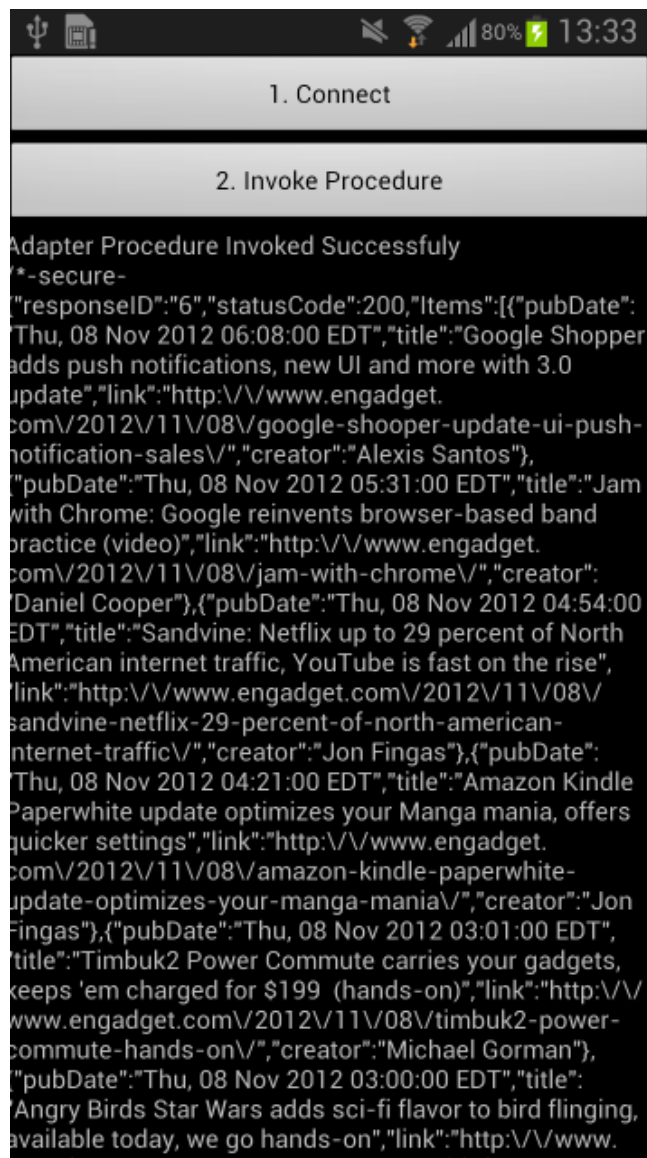 80% 13:33
1. Connect
2. Invoke Procedure
Adapter Procedure Invoked Successfuly
/*-secure-
{"responseID":"6","statusCode":200,"Items":[{"pubDate":
"Thu, 08 Nov 2012 06:08:00 EDT","title":"Google Shopper
adds push notifications, new UI and more with 3.0
update","link":"http:\/\/www.engadget.
com\/2012\/11\/08\/google-shooper-update-ui-push-
notification-sales\/","creator":"Alexis Santos"},
{"pubDate":"Thu, 08 Nov 2012 05:31:00 EDT","title":"Jam
with Chrome: Google reinvents browser-based band
practice (video)","link":"http:\/\/www.engadget.
com\/2012\/11\/08\/jam-with-chrome\/","creator":
"Daniel Cooper"},{"pubDate":"Thu, 08 Nov 2012 04:54:00
EDT","title":"Sandvine: Netflix up to 29 percent of North
American internet traffic, YouTube is fast on the rise",
"link":"http:\/\/www.engadget.com\/2012\/11\/08\/
sandvine-netflix-29-percent-of-north-american-
internet-traffic\/","creator":"Jon Fingas"},{"pubDate":
"Thu, 08 Nov 2012 04:21:00 EDT","title":"Amazon Kindle
Paperwhite update optimizes your Manga mania, offers
quicker settings","link":"http:\/\/www.engadget.
com\/2012\/11\/08\/amazon-kindle-paperwhite-
update-optimizes-your-manga-mania\/","creator":"Jon
Fingas"},{"pubDate":"Thu, 08 Nov 2012 03:01:00 EDT",
"title":"Timbuk2 Power Commute carries your gadgets,
keeps 'em charged for $199  (hands-on)","link":"http:\/\/
www.engadget.com\/2012\/11\/08\/timbuk2-power-
commute-hands-on\/","creator":"Michael Gorman"},
{"pubDate":"Thu, 08 Nov 2012 03:00:00 EDT","title":
"Angry Birds Star Wars adds sci-fi flavor to bird flinging,
available today, we go hands-on","link":"http:\/\/www.